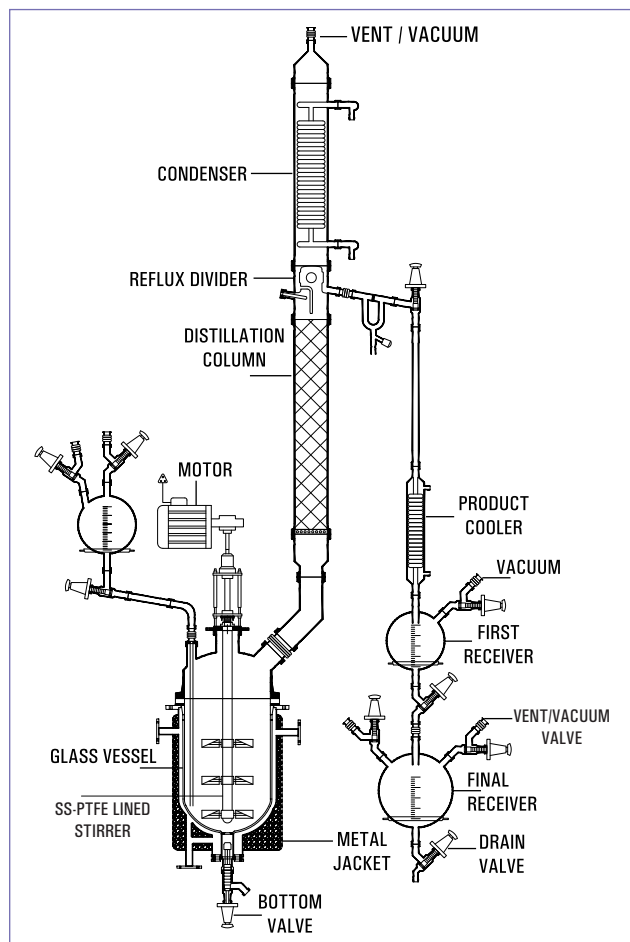 VENT / VACUUM
CONDENSER
REFLUX DIVIDER
DISTILLATION
COLUMN
MOTOR
PRODUCT
COOLER
VACUUM
FIRST
RECEIVER
VENT/VACUUM
VALVE
GLASS VESSEL
FINAL
RECEIVER
SS-PTFE LINED
STIRRER
METAL
JACKET
DRAIN
VALVE
BOTTOM
VALVE